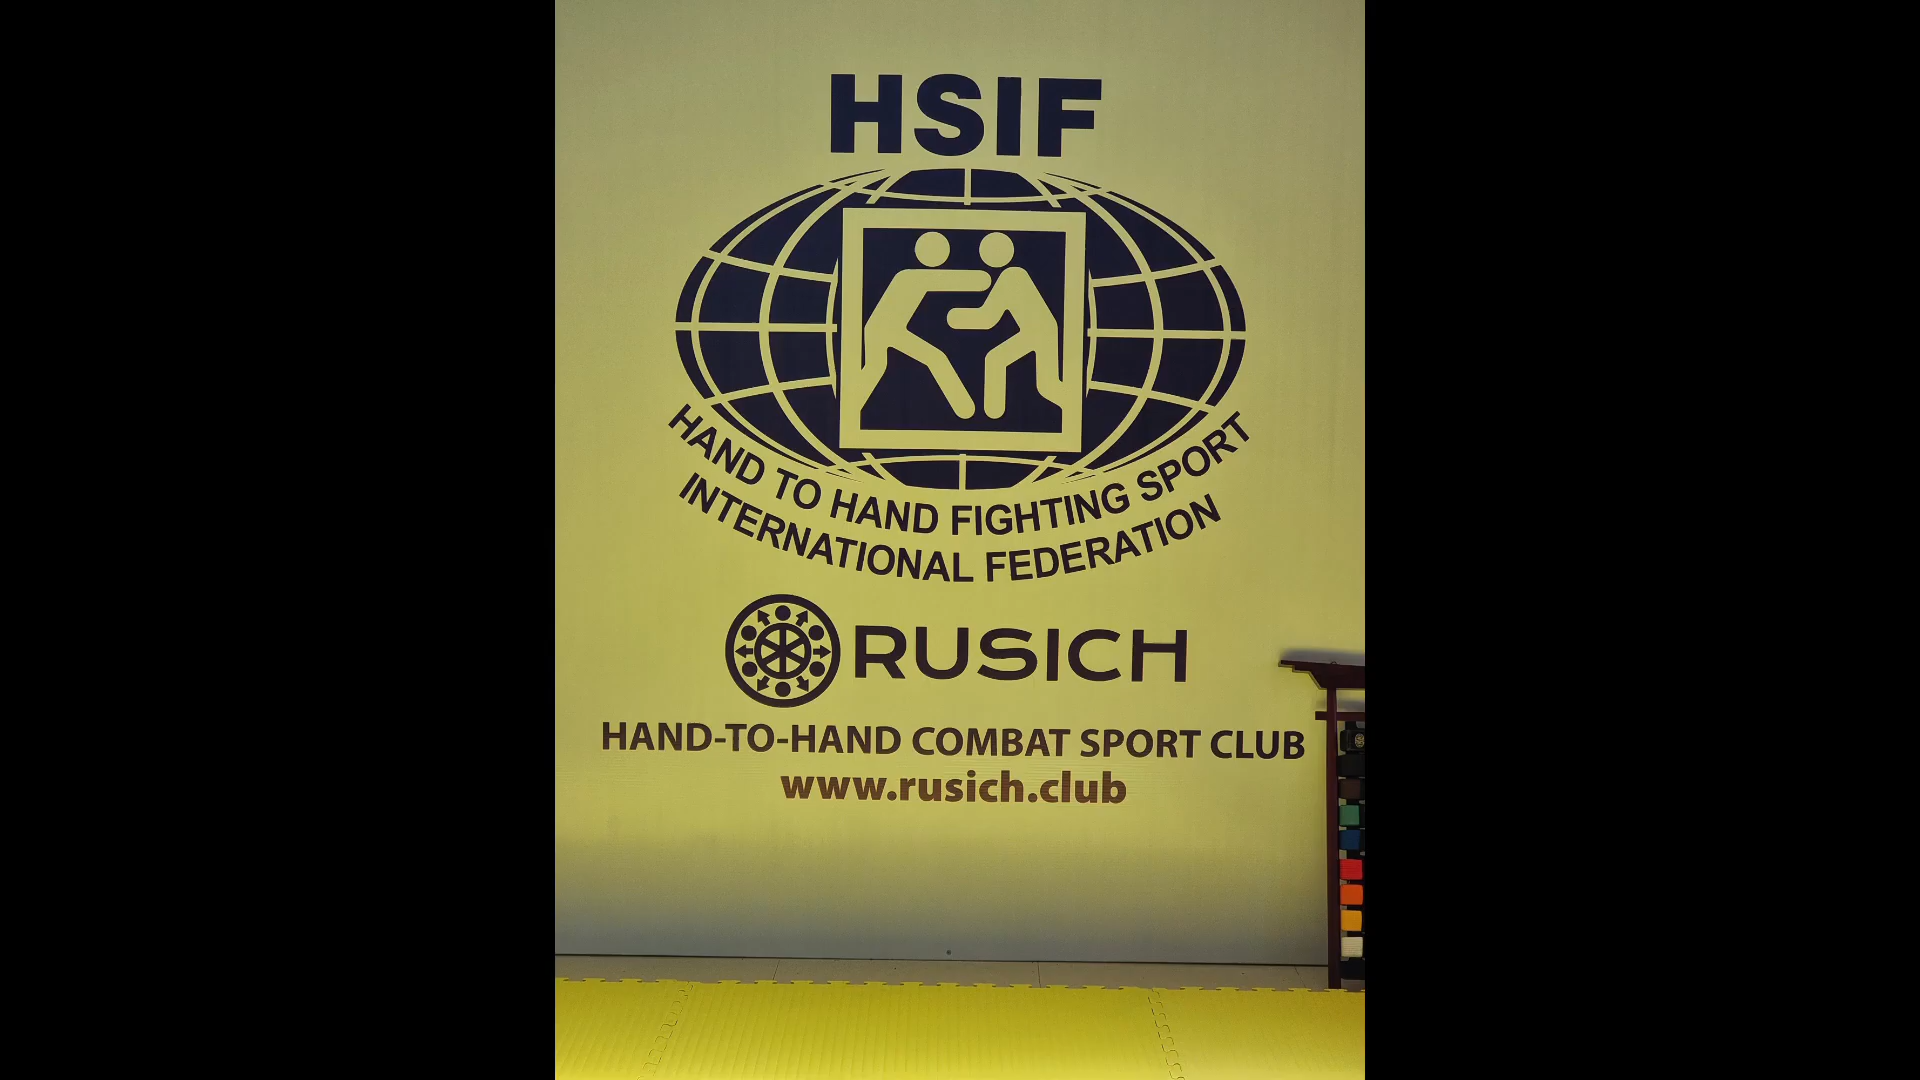 HSIF
HAND TO HAND FIGHTING SPORT
INTERNATIONAL FEDERATION
RUSICH
HAND-TO-HAND COMBAT SPORT CLUB
www.rusich.club